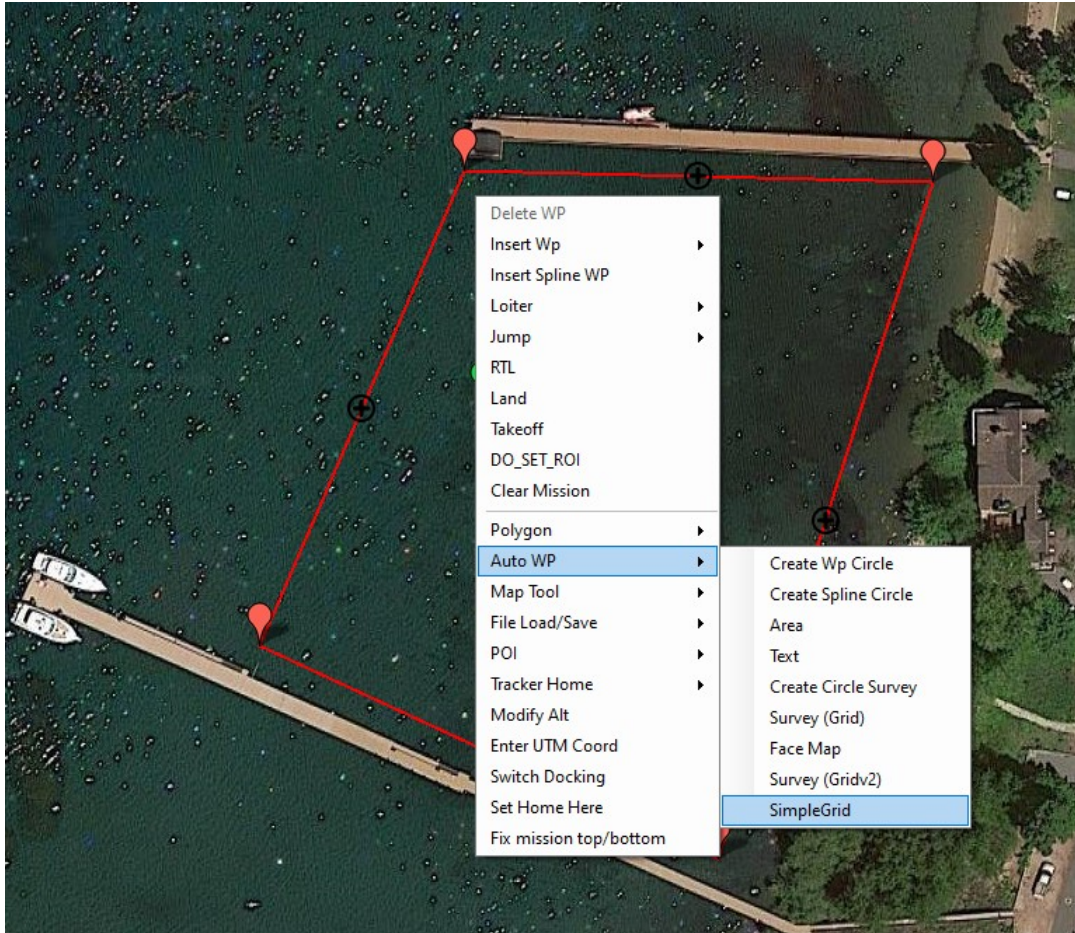 Delete WP
Insert Wp
Insert Spline WP
Loiter
Jump
RTL
Land
Takeoff
DO_SET_ROI
Clear Mission
Polygon
Auto WP
Map Tool
File Load/Save
POI
Tracker Home
Modify Alt
Enter UTM Coord
Switch Docking
Set Home Here
Fix mission top/bottom
Create Wp Circle
Create Spline Circle
Area
Text
Create Circle Survey
Survey (Grid)
Face Map
Survey (Gridv2)
SimpleGrid